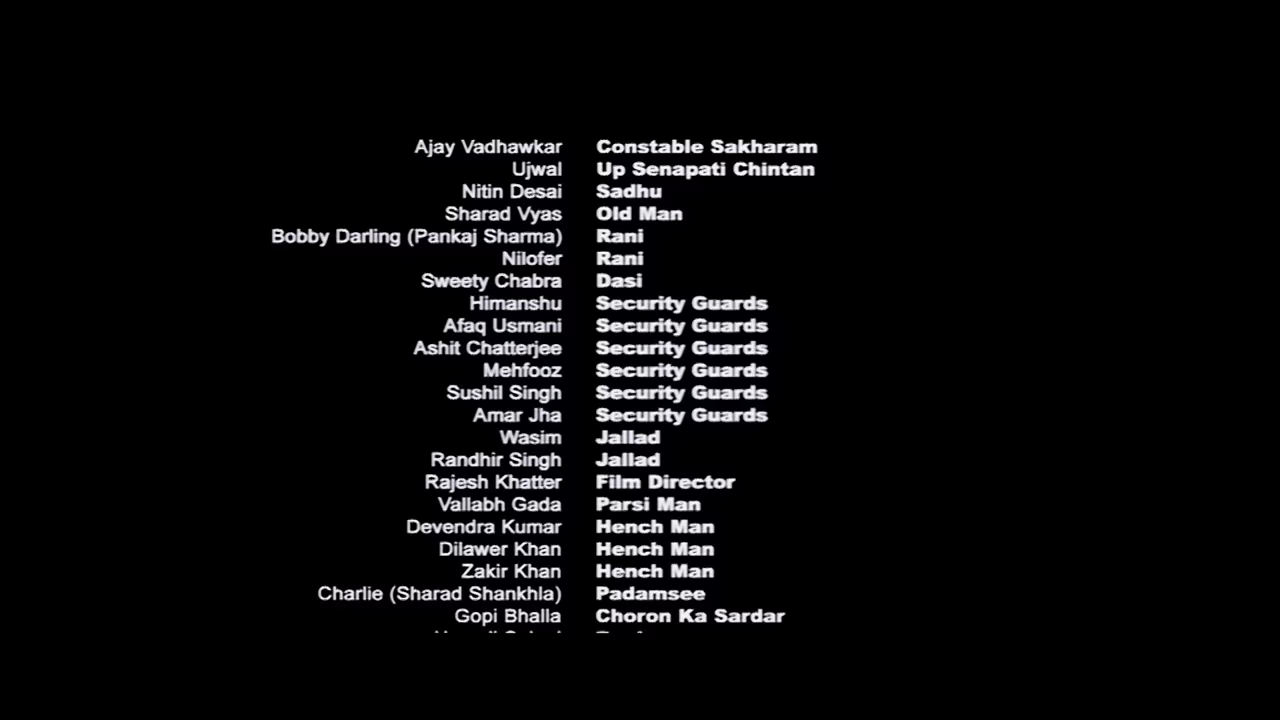 Ajay Vadhawkar Constable Sakharam
Ujwal Up Senapati Chintan
Nitin Desai Sadhu
Sharad Vyas Old Man
Bobby Darling (Pankaj Sharma) Rani
Nilofer Rani
Sweety Chabra Dasi
Himanshu Security Guards
Afaq Usmani Security Guards
Ashit Chatterjee Security Guards
Mehfooz Security Guards
Sushil Singh Security Guards
Amar Jha Security Guards
Wasim Jallad
Randhir Singh Jallad
Rajesh Khatter Film Director
Vallabh Gada Parsi Man
Devendra Kumar Hench Man
Dilawer Khan Hench Man
Zakir Khan Hench Man
Charlie (Sharad Shankhla) Padamsee
Gopi Bhalla Choron Ka Sardar